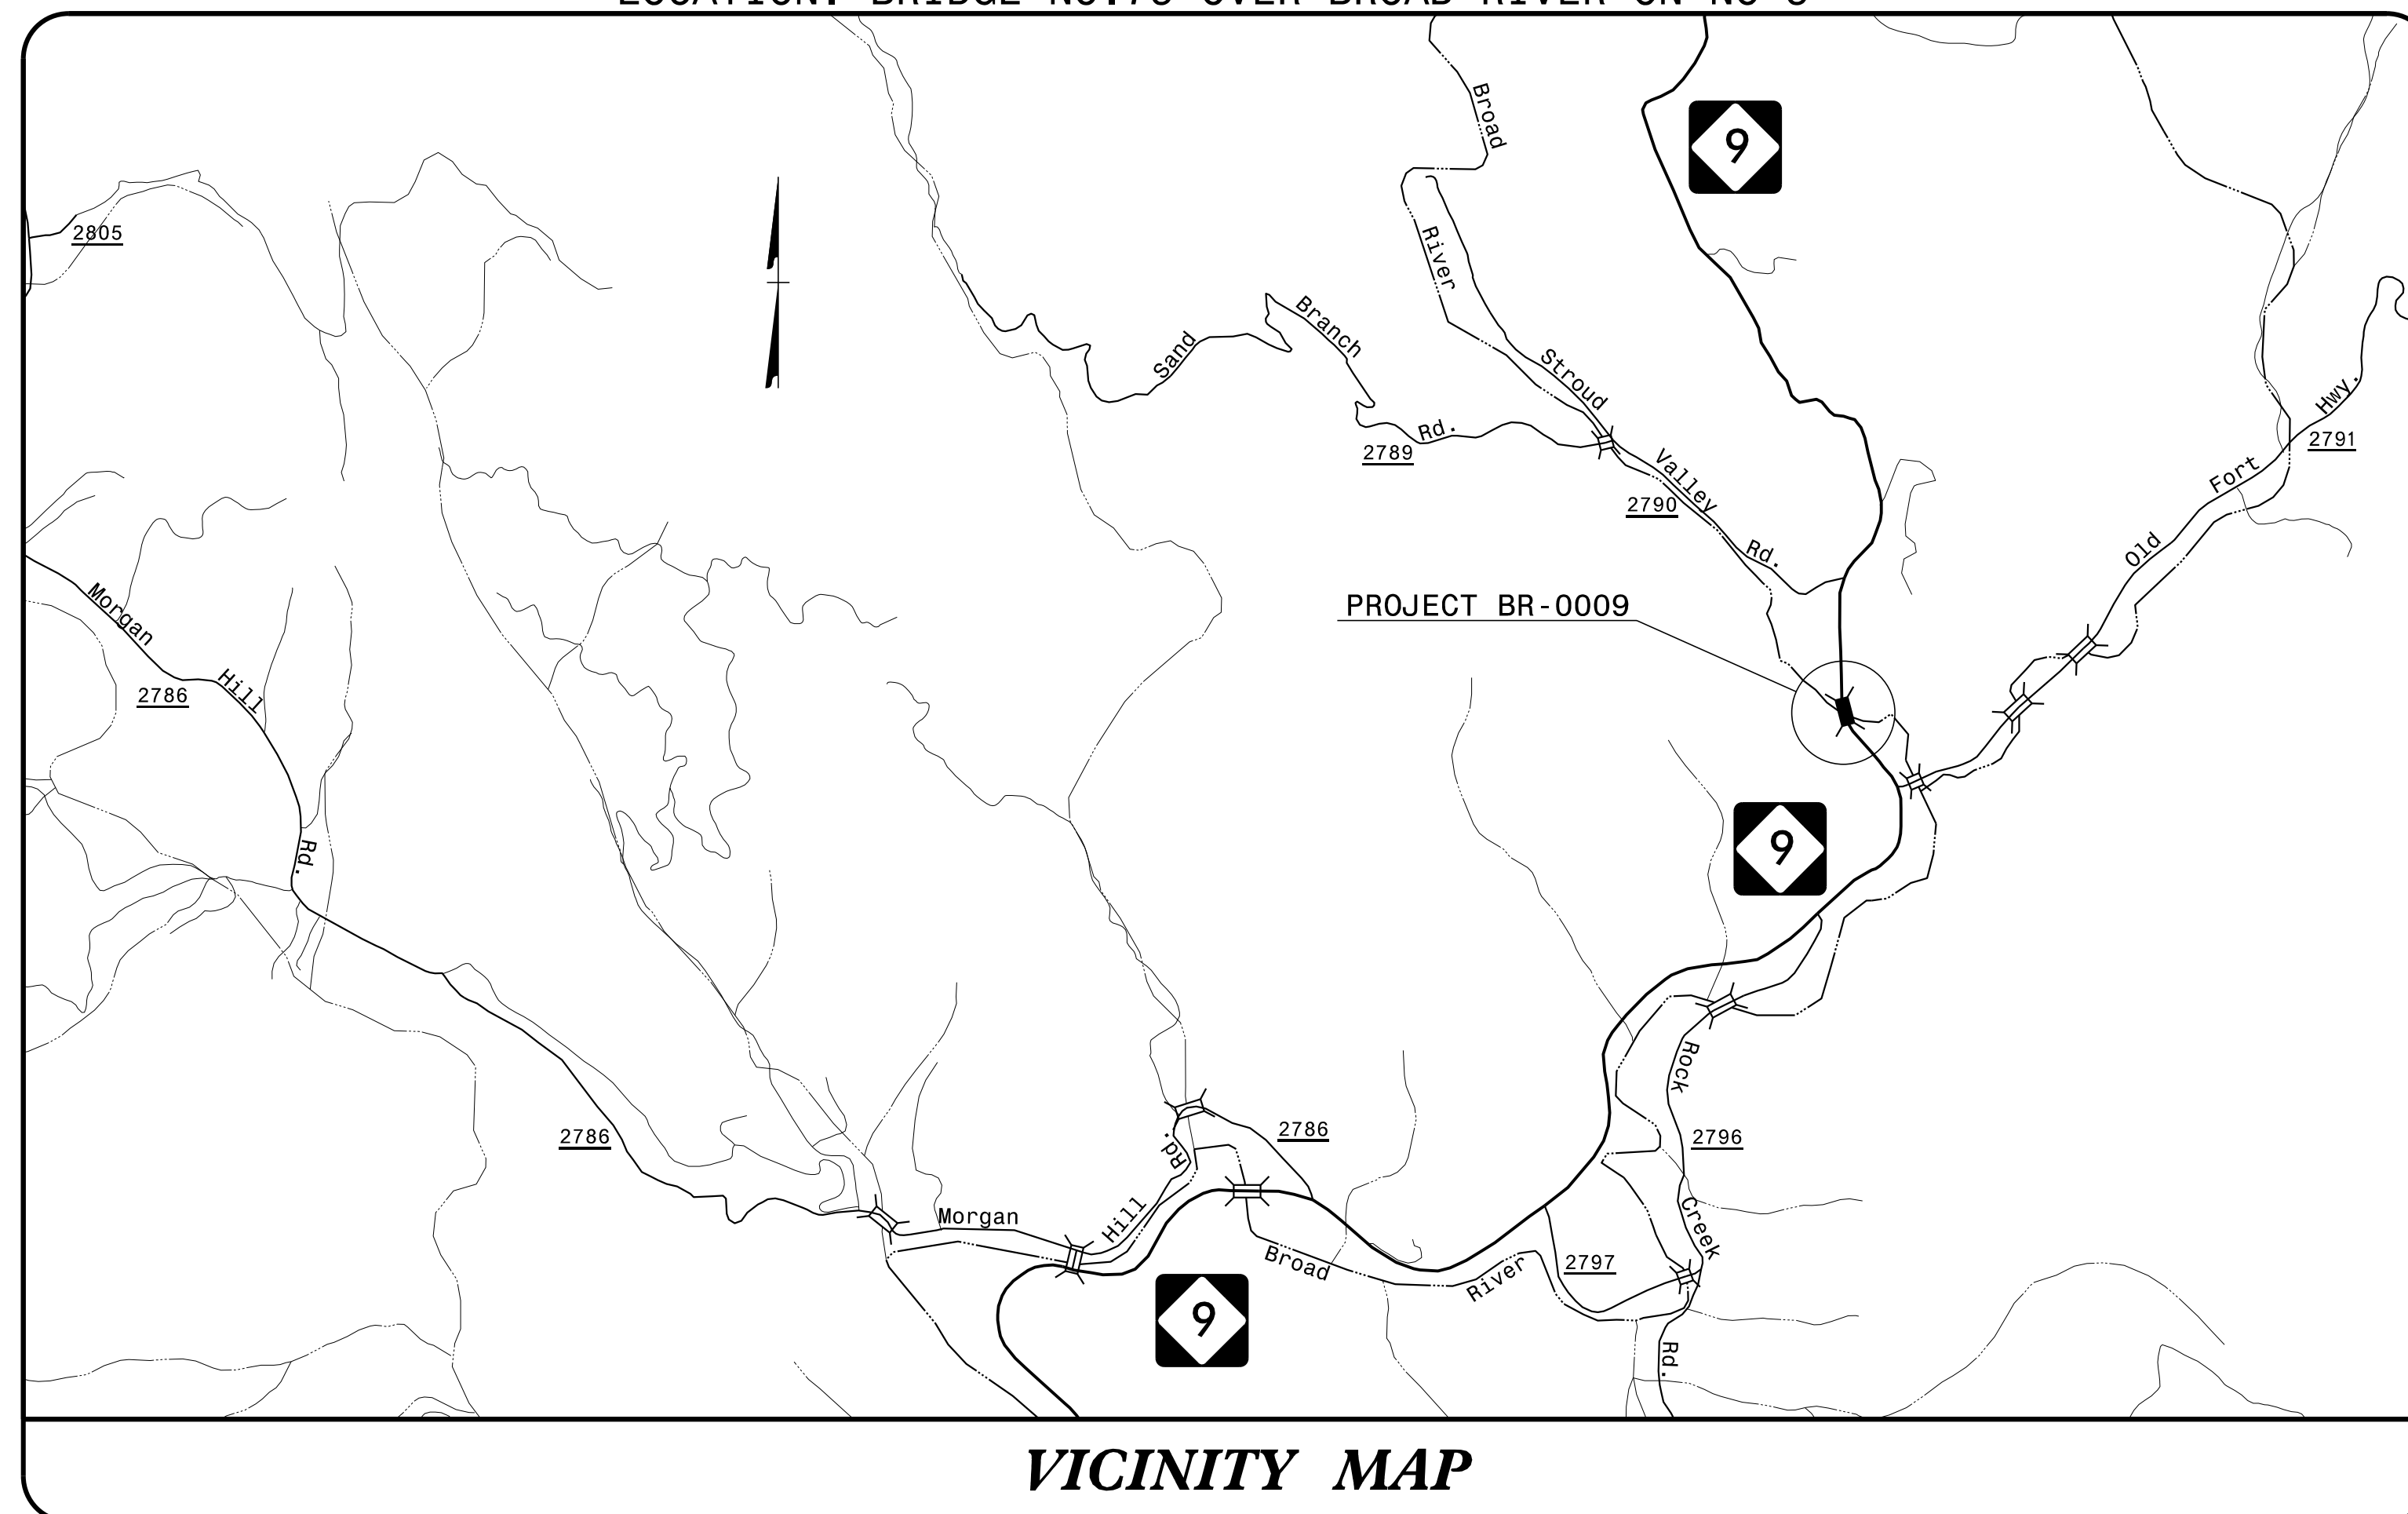 Broad
9
River
2805
Sand
Branch
Stroud
Rd.
2789
Hwy.
2791
Valley
2790
Fort
Rd.
Old
PROJECT BR-0009
Morgan
Hill
2786
Rd.
9
Rock
2786
2786
2796
Rd.
Morgan
Hill
Creek
Broad
River
2797
9
Rd.
VICINITY MAP